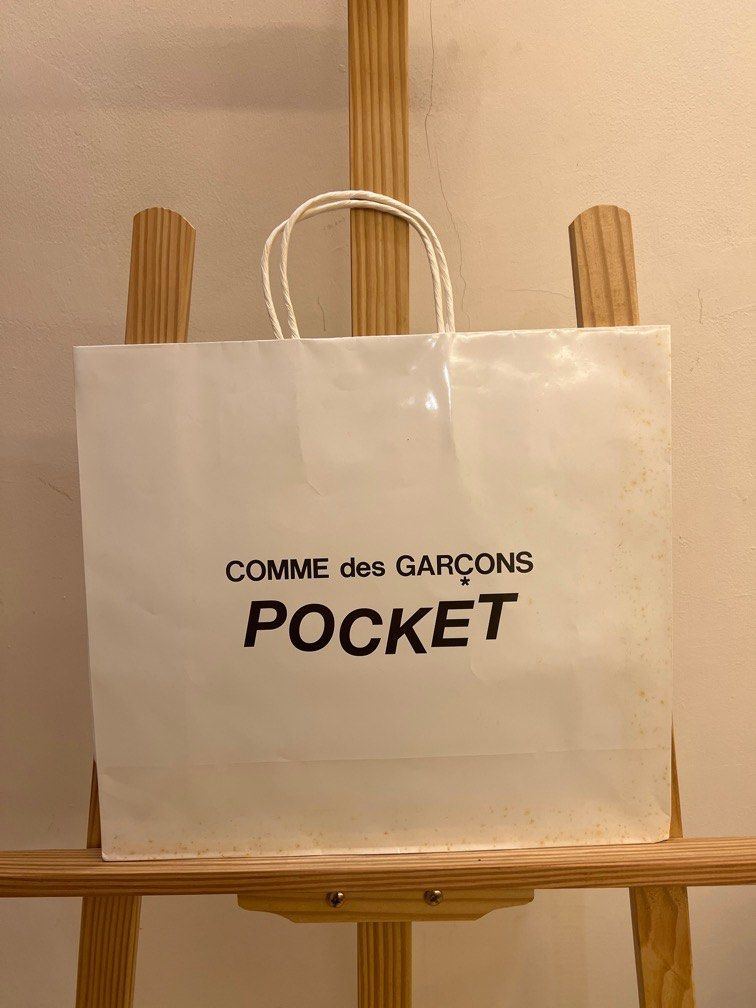 COMME des GARÇONS
*
POCKET